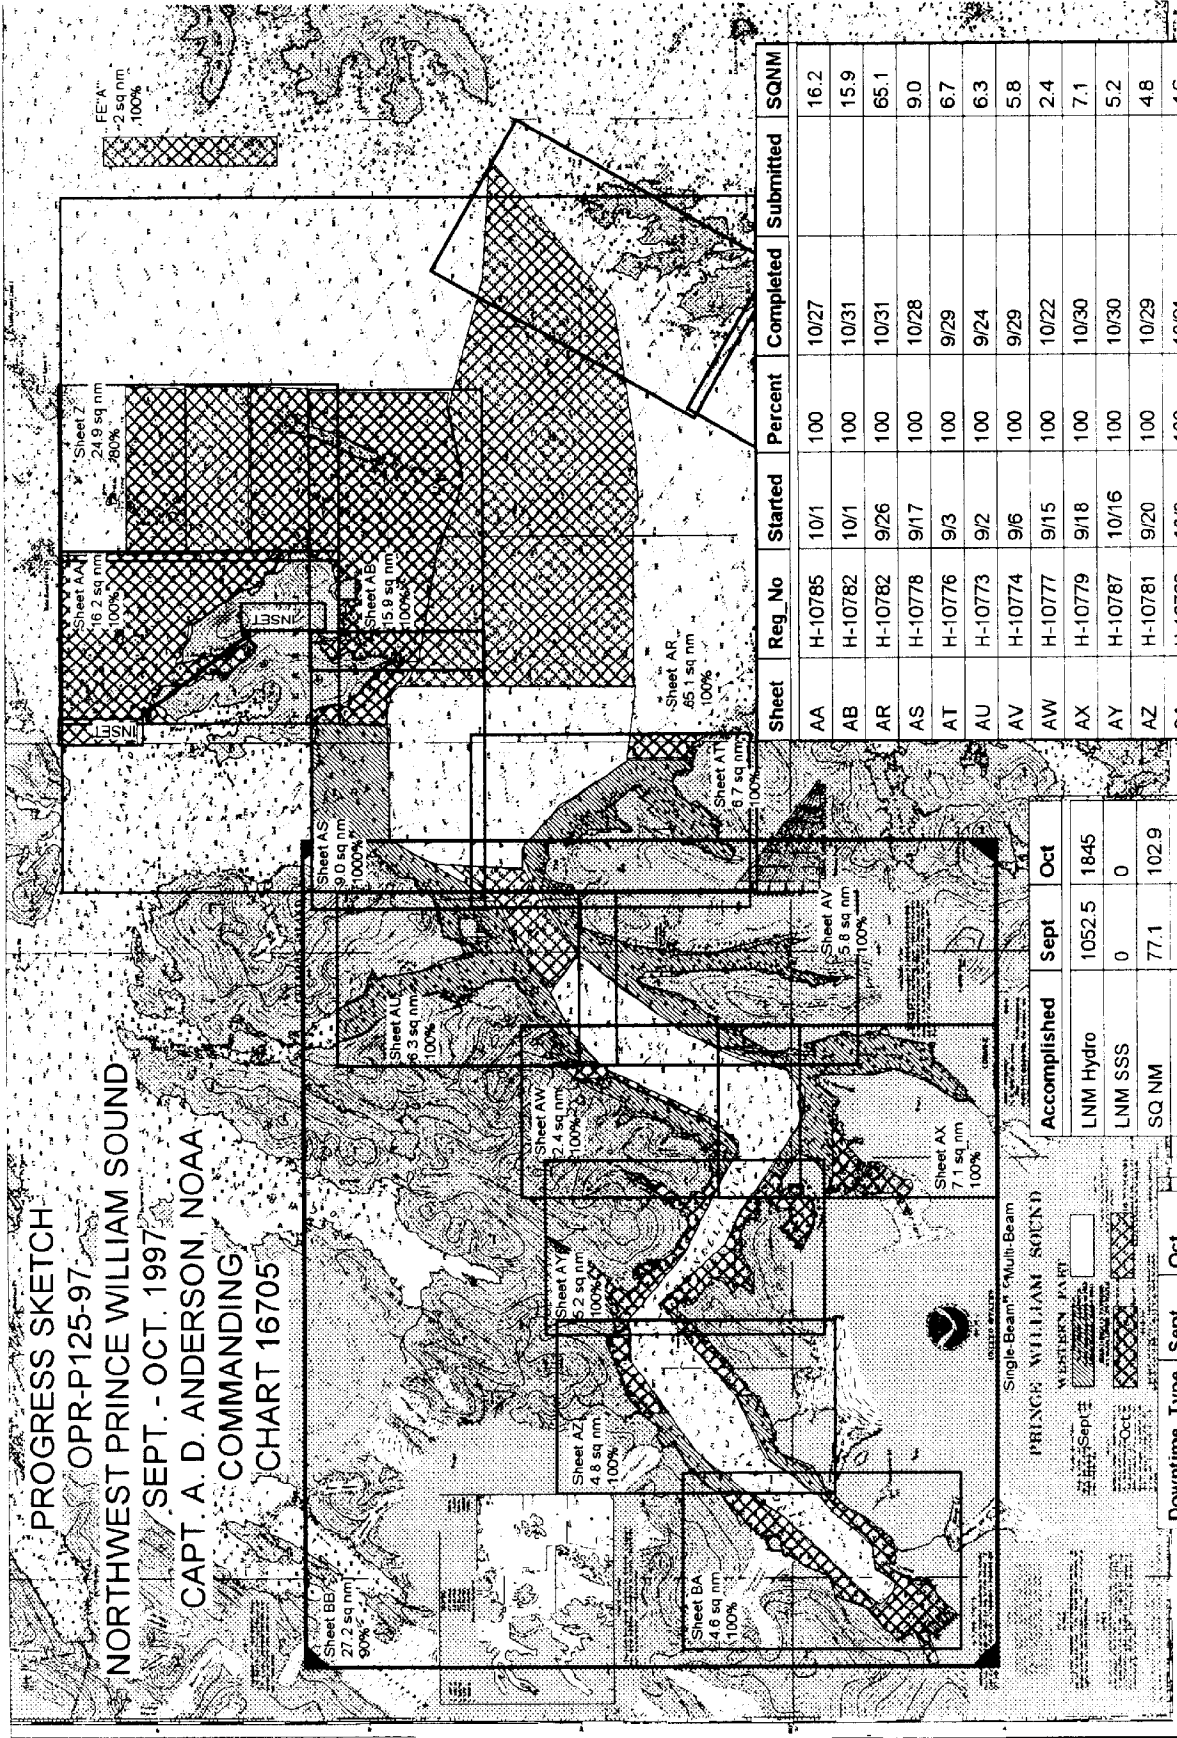 PROGRESS SKETCH
OPR-P125-97
NORTHWEST PRINCE WILLIAM SOUND
SEPT. - OCT. 1997
CAPT. A. D. ANDERSON, NOAA
COMMANDING
CHART 16705
FE "A"
2 sq nm
100%
Sheet Z
24.9 sq nm
80%
Sheet AA
16.2 sq nm
100%
INSET
INSET
Sheet AB
15.9 sq nm
100%
Sheet AR
65.1 sq nm
100%
Sheet AS
9.0 sq nm
1000%
Sheet AT
6.7 sq nm
100%
Sheet AU
6.3 sq nm
100%
Sheet AV
5.8 sq nm
100%
Sheet AW
2.4 sq nm
100%
Sheet AX
7.1 sq nm
100%
Sheet AY
5.2 sq nm
100%
Sheet AZ
4.8 sq nm
100%
Sheet BA
4.6 sq nm
100%
Sheet BB
27.2 sq nm
90%
UNITED STATES
PRINCE WILLIAM SOUND
WESTERN PART
Single-Beam Multi-Beam
Sept
Oct
Sheet Reg_No Started Percent Completed Submitted SQNM
AA H-10785 10/1 100 10/27 16.2
AB H-10782 10/1 100 10/31 15.9
AR H-10782 9/26 100 10/31 65.1
AS H-10778 9/17 100 10/28 9.0
AT H-10776 9/3 100 9/29 6.7
AU H-10773 9/2 100 9/24 6.3
AV H-10774 9/6 100 9/29 5.8
AW H-10777 9/15 100 10/22 2.4
AX H-10779 9/18 100 10/30 7.1
AY H-10787 10/16 100 10/30 5.2
AZ H-10781 9/20 100 10/29 4.8
Accomplished Sept Oct
LNM Hydro 1052.5 1845
LNM SSS 0 0
SQ NM 77.1 102.9
Downtime Type Sept Oct